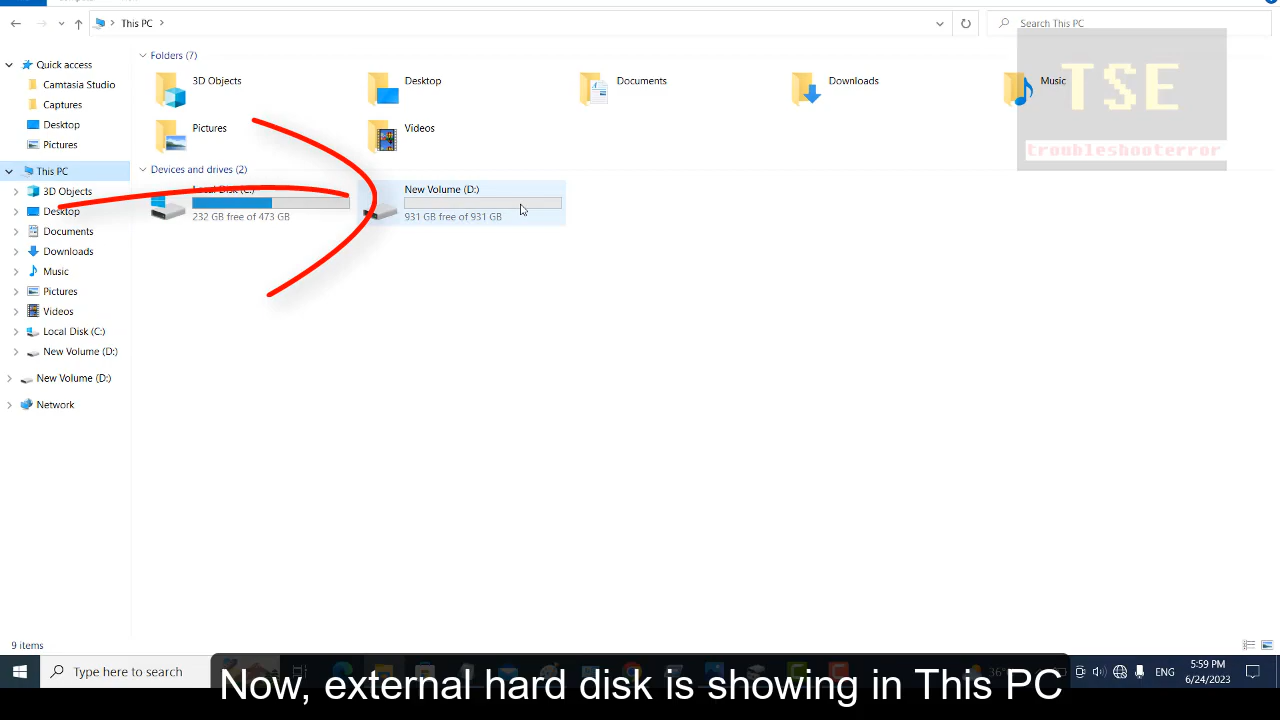 This PC
Search This PC
Quick access
Camtasia Studio
Captures
Desktop
Pictures
This PC
3D Objects
Desktop
Documents
Downloads
Music
Pictures
Videos
Local Disk (C:)
New Volume (D:)
New Volume (D:)
Network
Folders (7)
3D Objects
Desktop
Documents
Downloads
Music
Pictures
Videos
Devices and drives (2)
Local Disk (C:)
232 GB free of 473 GB
New Volume (D:)
931 GB free of 931 GB
TSE
troubleshooterror
9 items
Type here to search
36°
ENG
5:59 PM
6/24/2023
Now, external hard disk is showing in This PC